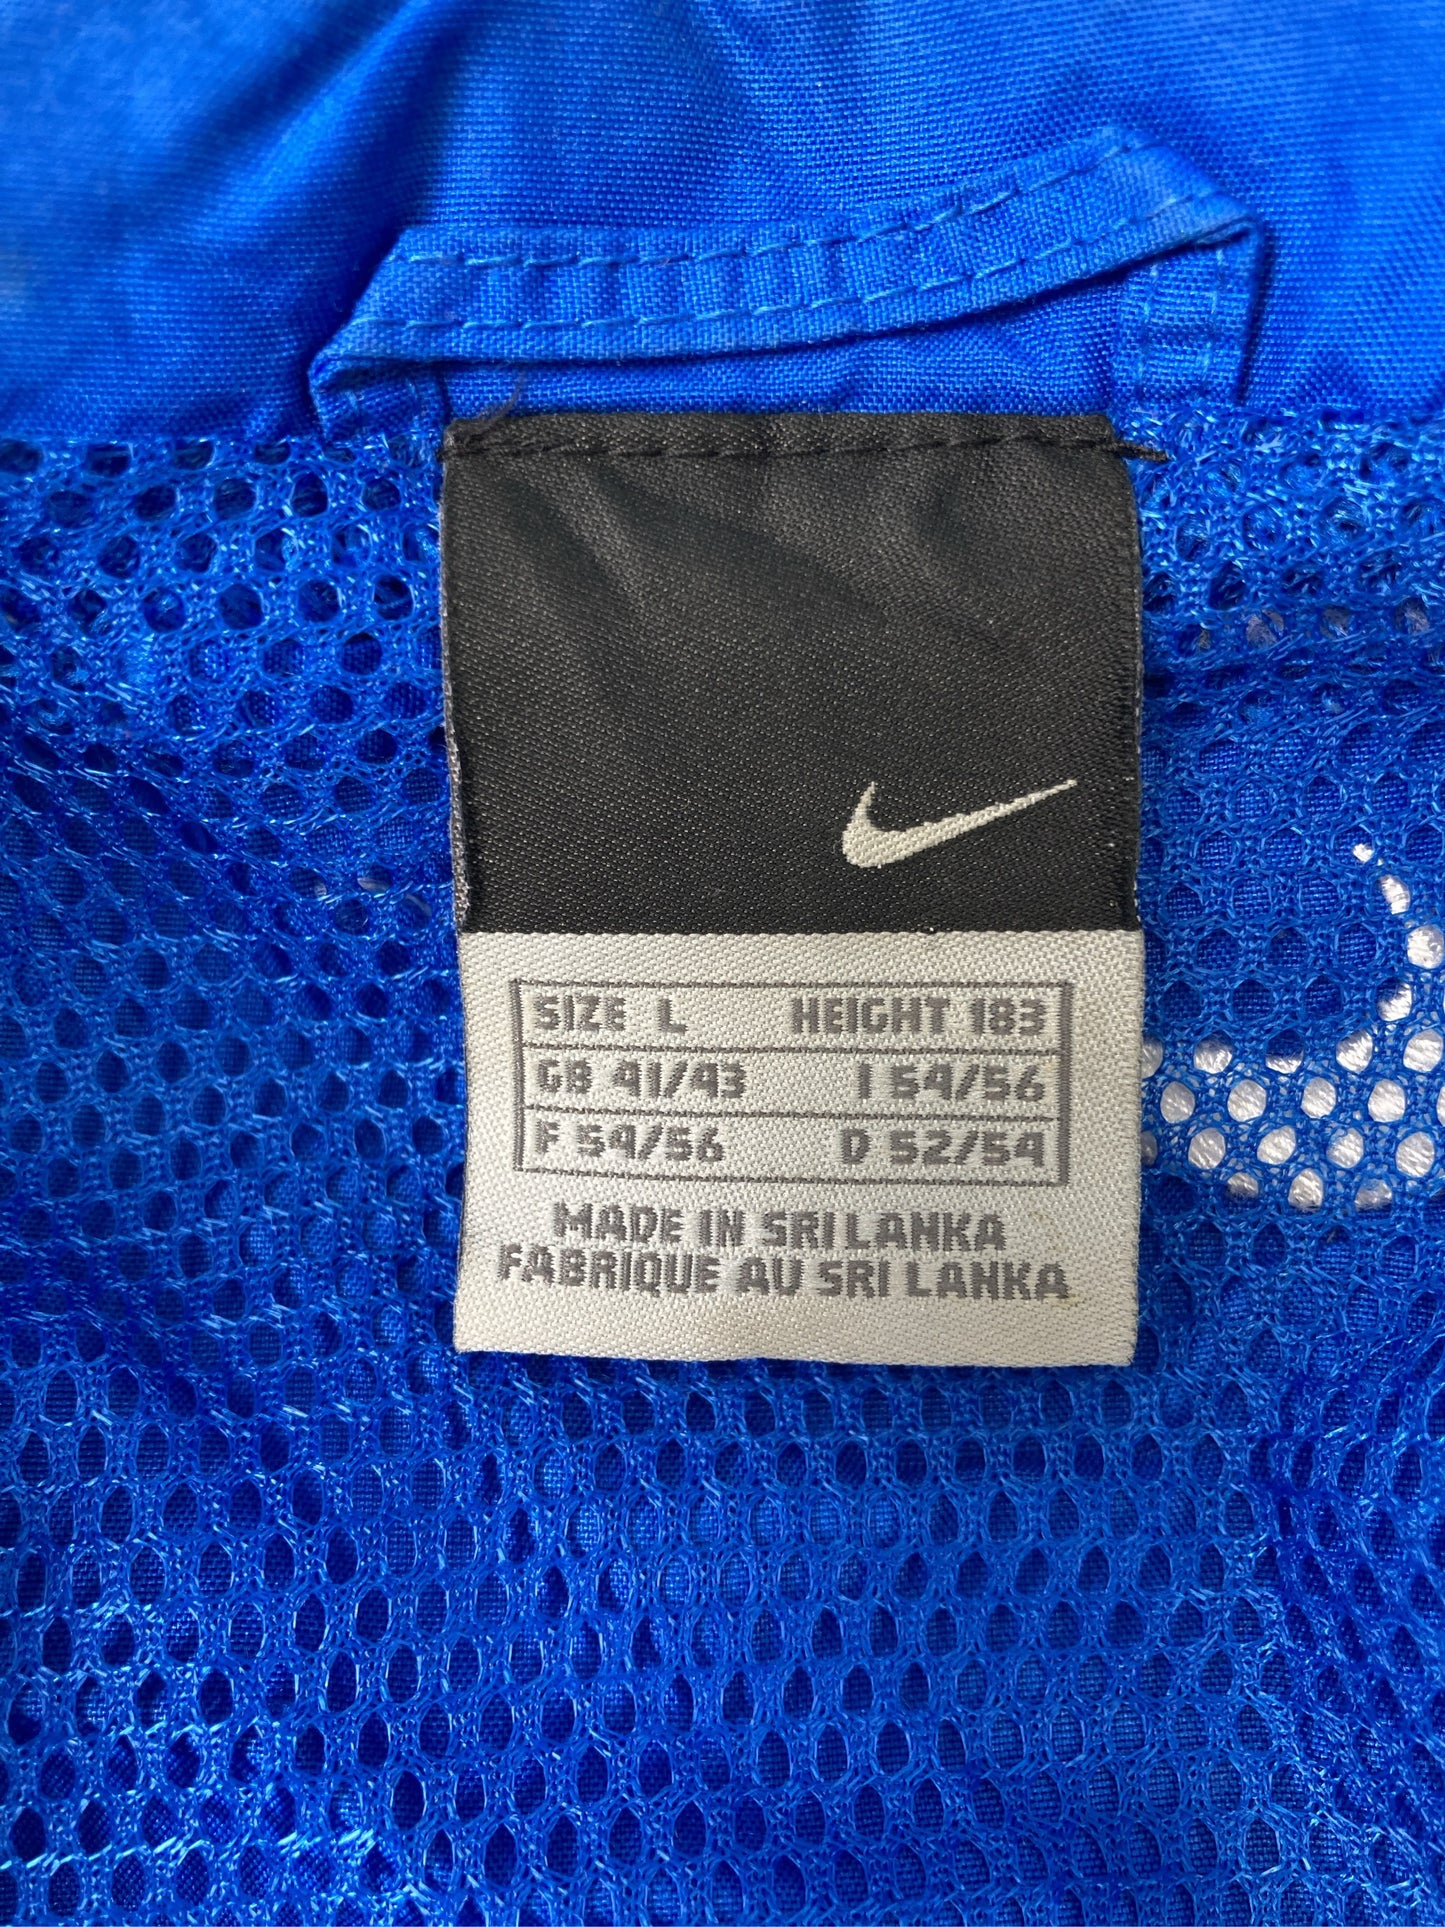 SIZE L HEIGHT 183
GB 41/43 I 54/56
F 54/56 D 52/54
MADE IN SRI LANKA
FABRIQUE AU SRI LANKA